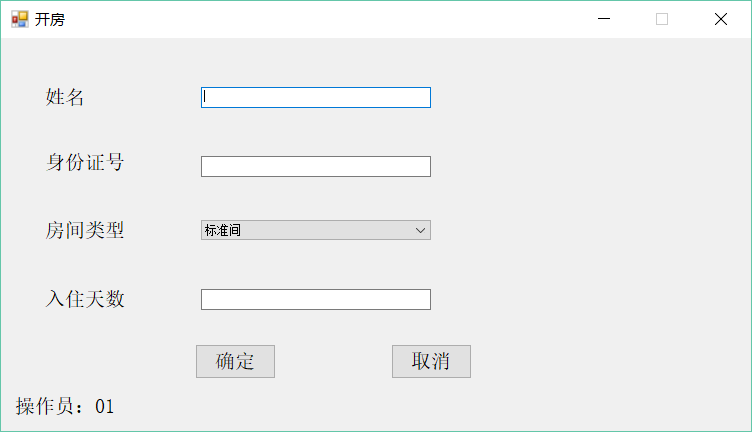 开房
姓名
身份证号
房间类型 标准间
入住天数
确定 取消
操作员：01